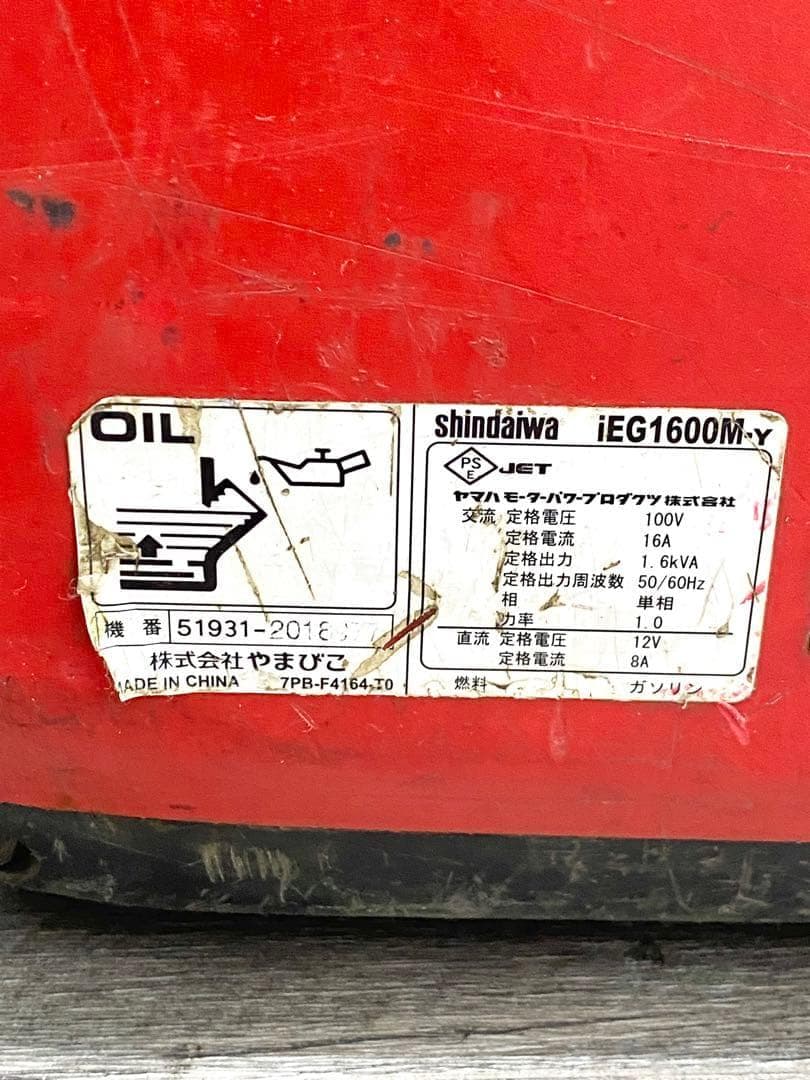 OIL
機番 51931-2018
株式会社やまびこ
MADE IN CHINA 7PB-F4164-T0
shindaiwa iEG1600M-Y
PSE JET
ヤマハモーターパワープロダクツ株式会社
交流 定格電圧 100V
定格電流 16A
定格出力 1.6kVA
定格出力周波数 50/60Hz
相 単相
力率 1.0
直流 定格電圧 12V
定格電流 8A
燃料 ガソリン